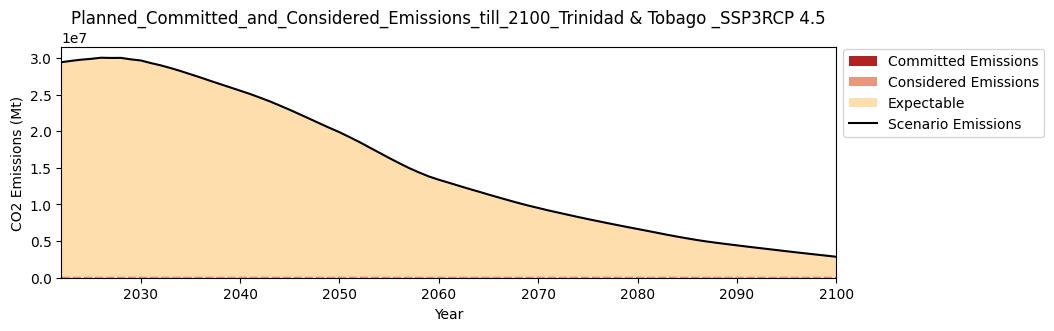 Planned_Committed_and_Considered_Emissions_till_2100_Trinidad & Tobago _SSP3RCP 4.5
1e7
3.0
2.5
2.0
1.5
1.0
0.5
0.0
CO2 Emissions (Mt)
2030 2040 2050 2060 2070 2080 2090 2100
Year
Committed Emissions
Considered Emissions
Expectable
Scenario Emissions